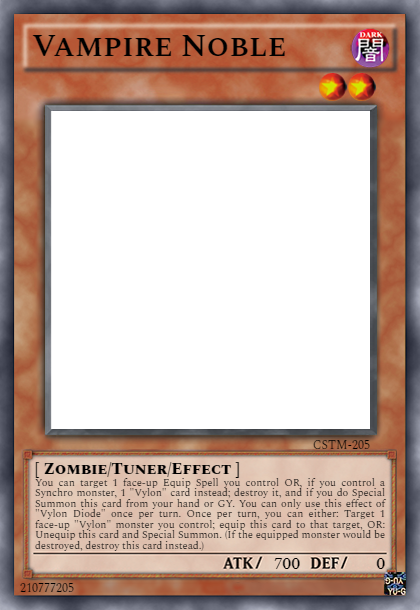 VAMPIRE NOBLE
DARK
闇
CSTM-205
[ ZOMBIE/TUNER/EFFECT ]
You can target 1 face-up Equip Spell you control OR, if you control a
Synchro monster, 1 "Vylon" card instead; destroy it, and if you do Special
Summon this card from your hand or GY. You can only use this effect of
"Vylon Diode" once per turn. Once per turn, you can either: Target 1
face-up "Vylon" monster you control; equip this card to that target, OR:
Unequip this card and Special Summon. (If the equipped monster would be
destroyed, destroy this card instead.)
ATK/ 700 DEF/ 0
210777205